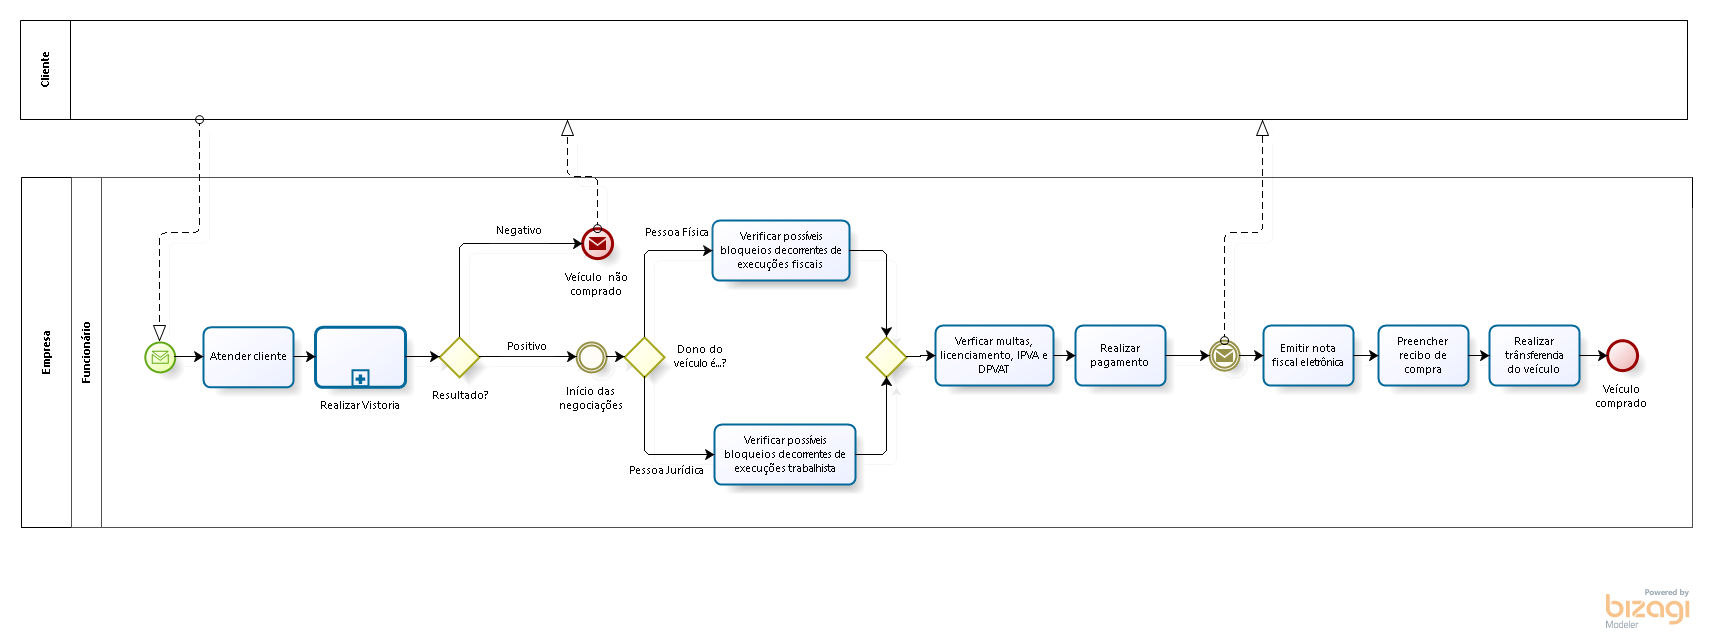 Cliente
Empresa
Funcionário
Atender cliente
Realizar Vistoria
Resultado?
Negativo
Veículo não
comprado
Positivo
Início das
negociações
Dono do
veículo é...?
Pessoa Física
Verificar possíveis
bloqueios decorrentes de
execuções fiscais
Pessoa Jurídica
Verificar possíveis
bloqueios decorrentes de
execuções trabalhista
Verficar multas,
licenciamento, IPVA e
DPVAT
Realizar
pagamento
Emitir nota
fiscal eletrônica
Preencher
recibo de
compra
Realizar
trânsferenda
do veículo
Veículo
comprado
Powered by
bizagi
Modeler